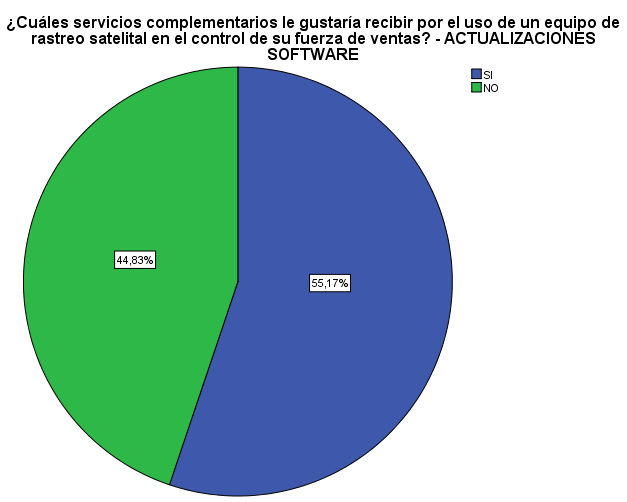 ¿Cuáles servicios complementarios le gustaría recibir por el uso de un equipo de
rastreo satelital en el control de su fuerza de ventas? - ACTUALIZACIONES
SOFTWARE
SI
NO
44,83%
55,17%